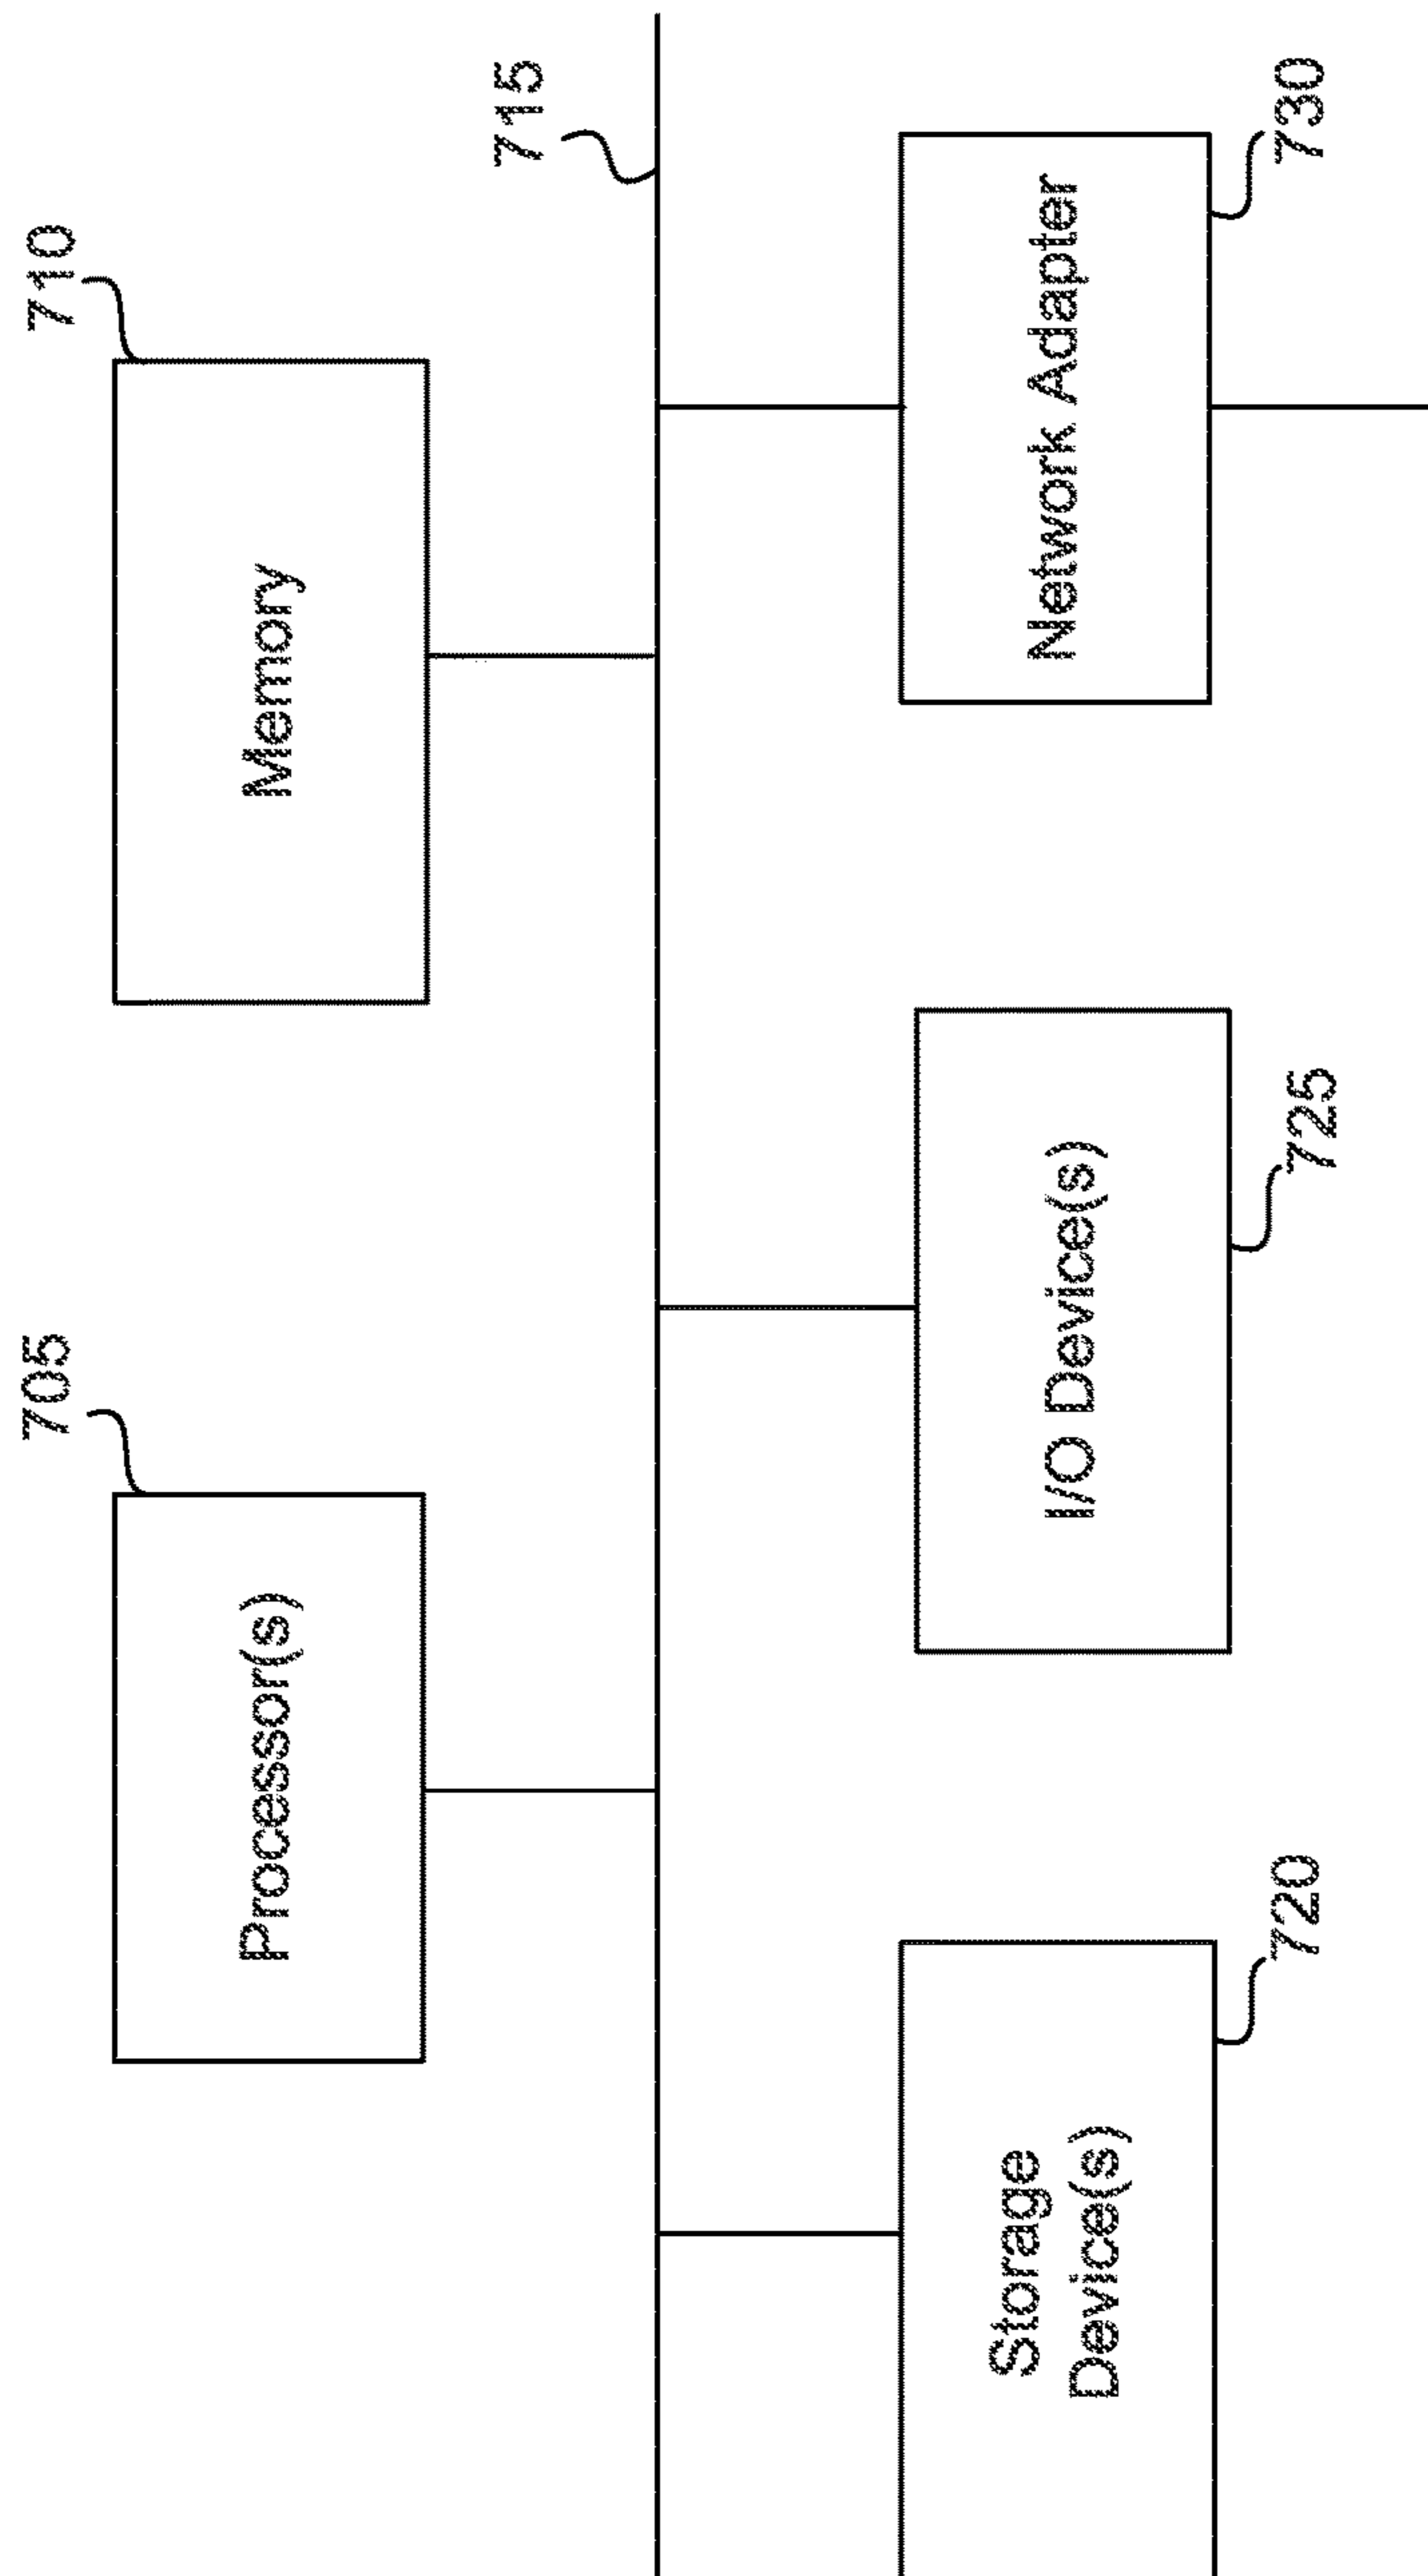 705
Processor(s)
710
Memory
715
Storage
Device(s)
720
I/O Device(s)
725
Network Adapter
730